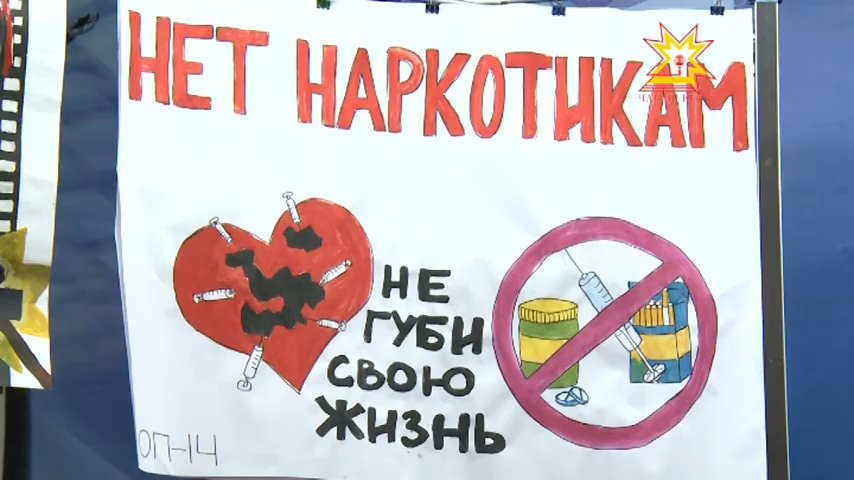 НЕТ НАРКОТИКАМ
НЕ
ГУБИ
СВОЮ
ЖИЗНЬ
ОП-14